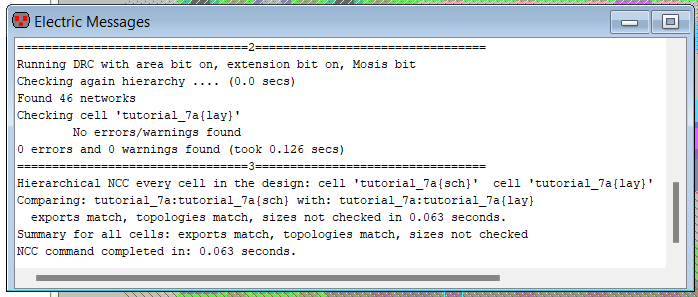 Electric Messages
=================================2=================================
Running DRC with area bit on, extension bit on, Mosis bit
Checking again hierarchy .... (0.0 secs)
Found 46 networks
Checking cell 'tutorial_7a{lay}'
No errors/warnings found
0 errors and 0 warnings found (took 0.126 secs)
=================================3=================================
Hierarchical NCC every cell in the design: cell 'tutorial_7a{sch}'  cell 'tutorial_7a{lay}'
Comparing: tutorial_7a:tutorial_7a{sch} with: tutorial_7a:tutorial_7a{lay}
exports match, topologies match, sizes not checked in 0.063 seconds.
Summary for all cells: exports match, topologies match, sizes not checked
NCC command completed in: 0.063 seconds.